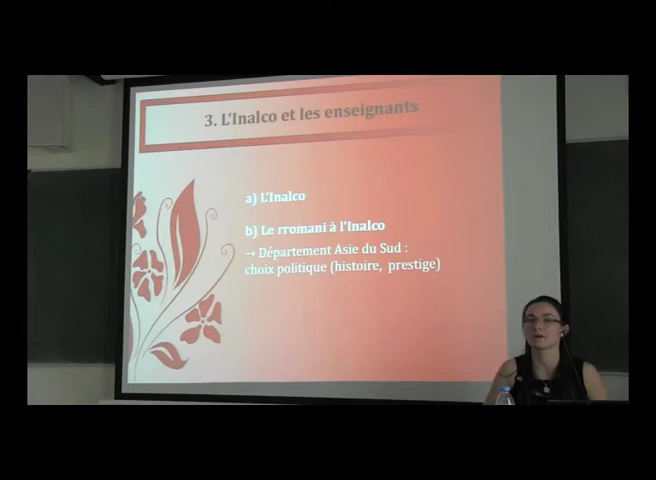 3. L'Inalco et les enseignants
a) L'Inalco
b) Le rromani à l'Inalco
→ Département Asie du Sud :
choix politique (histoire, prestige)